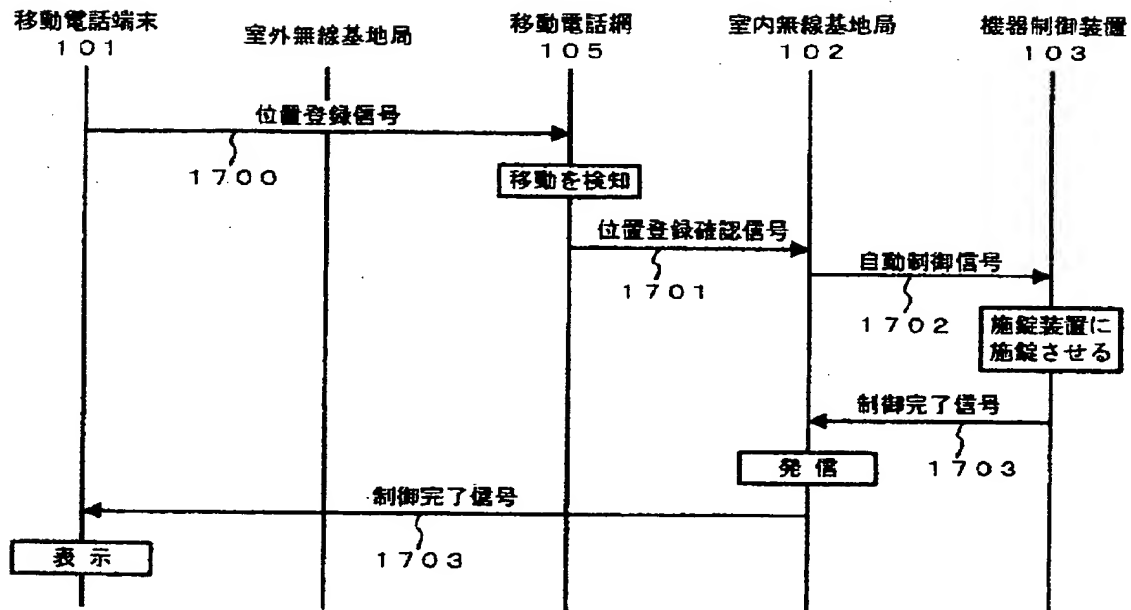 移動電話端末
101
室外無線基地局
移動電話網
105
室内無線基地局
102
機器制御装置
103
位置登録信号
1700
移動を検知
位置登録確認信号
1701
自動制御信号
1702
施錠装置に
施錠させる
制御完了信号
1703
発信
制御完了信号
1703
表示